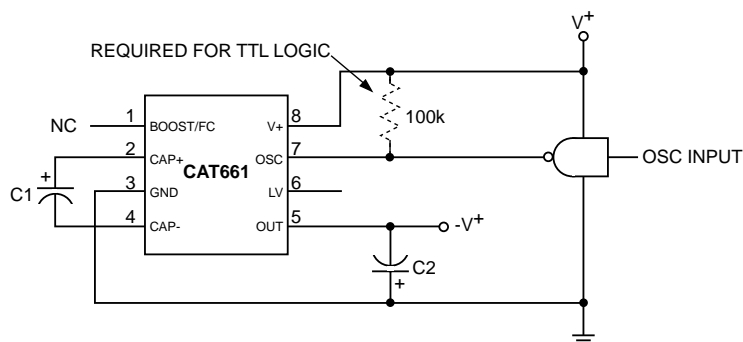 V+
REQUIRED FOR TTL LOGIC
NC
1
BOOST/FC
V+
8
100k
2
CAP+
OSC
7
OSC INPUT
CAT661
+
C1
3
GND
LV
6
4
CAP-
OUT
5
-V+
C2
+